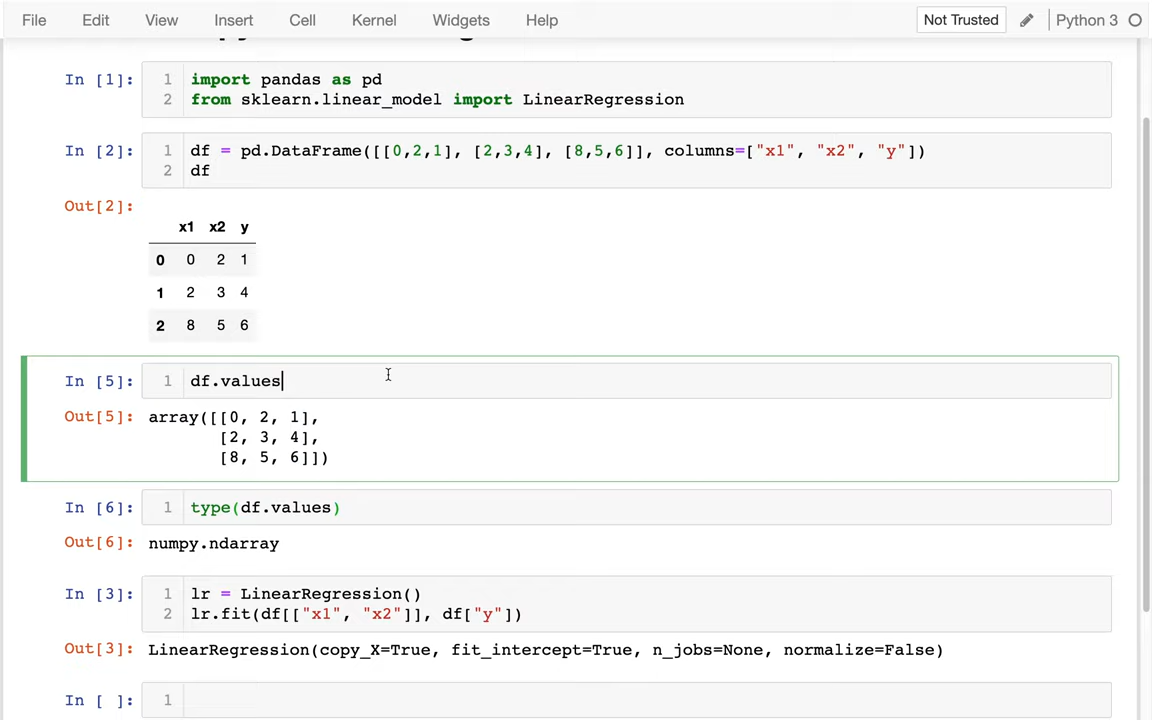 File Edit View Insert Cell Kernel Widgets Help Not Trusted Python 3
In [1]:
1 import pandas as pd
2 from sklearn.linear_model import LinearRegression
In [2]:
1 df = pd.DataFrame([[0,2,1], [2,3,4], [8,5,6]], columns=["x1", "x2", "y"])
2 df
Out[2]:
x1 x2 y
0 0 2 1
1 2 3 4
2 8 5 6
In [5]: 1 df.values
Out[5]: array([[0, 2, 1],
[2, 3, 4],
[8, 5, 6]])
In [6]: 1 type(df.values)
Out[6]: numpy.ndarray
In [3]: 1 lr = LinearRegression()
2 lr.fit(df[["x1", "x2"]], df["y"])
Out[3]: LinearRegression(copy_X=True, fit_intercept=True, n_jobs=None, normalize=False)
In [ ]: 1